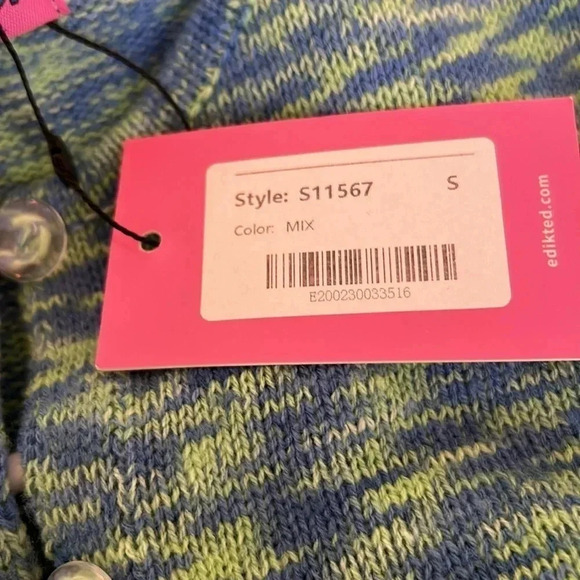 Style: S11567 S
Color: MIX
E200230033516
edikted.com